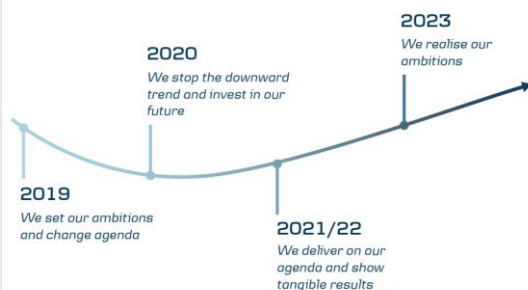 2019
We set our ambitions
and change agenda
2020
We stop the downward
trend and invest in our
future
2021/22
We deliver on our
agenda and show
tangible results
2023
We realise our
ambitions